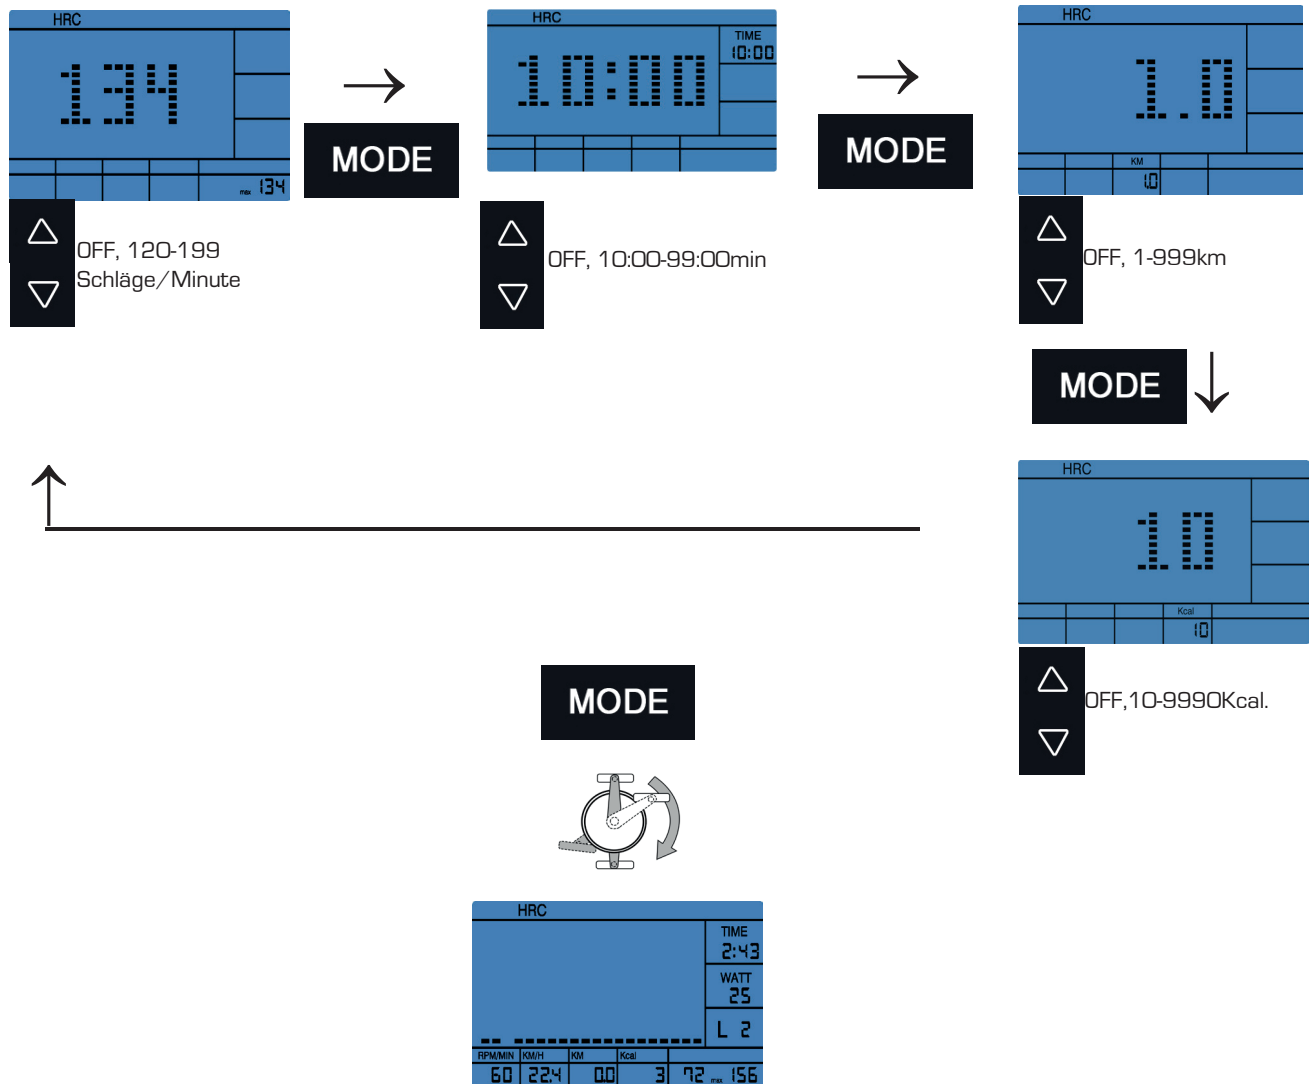 HRC
134
max 134
MODE
HRC
TIME
10:00
10:00
MODE
HRC
1.0
KM
1.0
OFF, 120-199
Schläge/Minute
OFF, 10:00-99:00min
OFF, 1-999km
MODE
HRC
10
Kcal
10
OFF,10-9990Kcal.
MODE
HRC
TIME
2:43
WATT
25
L 2
RPM/MIN KM/H KM Kcal
60 22.4 0.0 3 72 max 156